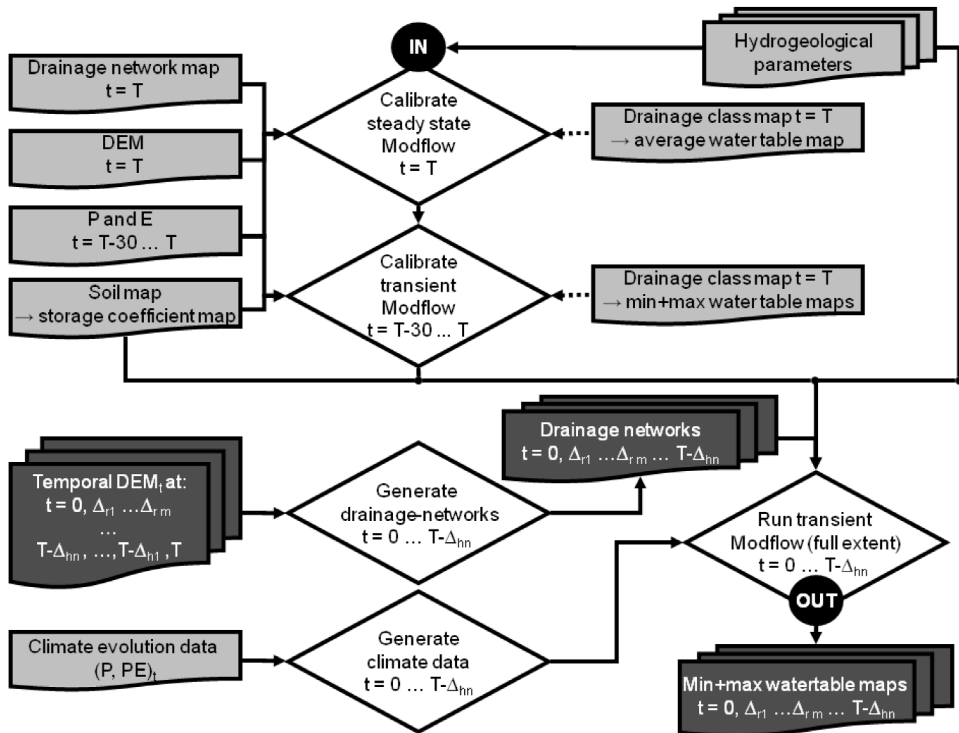 IN
Hydrogeological
parameters
Drainage network map
t = T
Calibrate
steady state
Modflow
t = T
Drainage class map t = T
→ average water table map
DEM
t = T
P and E
t = T-30 ... T
Calibrate
transient
Modflow
t = T-30 ... T
Drainage class map t = T
→ min+max water table maps
Soil map
→ storage coefficient map
Drainage networks
t = 0, Δr1 ...Δr m ... T-Δhn
Temporal DEMt at:
t = 0, Δr1 ...Δr m
...
T-Δhn, ...,T-Δh1, T
Generate
drainage-networks
t = 0 ... T-Δhn
Run transient
Modflow (full extent)
t = 0 ... T-Δhn
OUT
Climate evolution data
(P, PE)t
Generate
climate data
t = 0 ... T-Δhn
Min+max watertable maps
t = 0, Δr1 ...Δr m ... T-Δhn